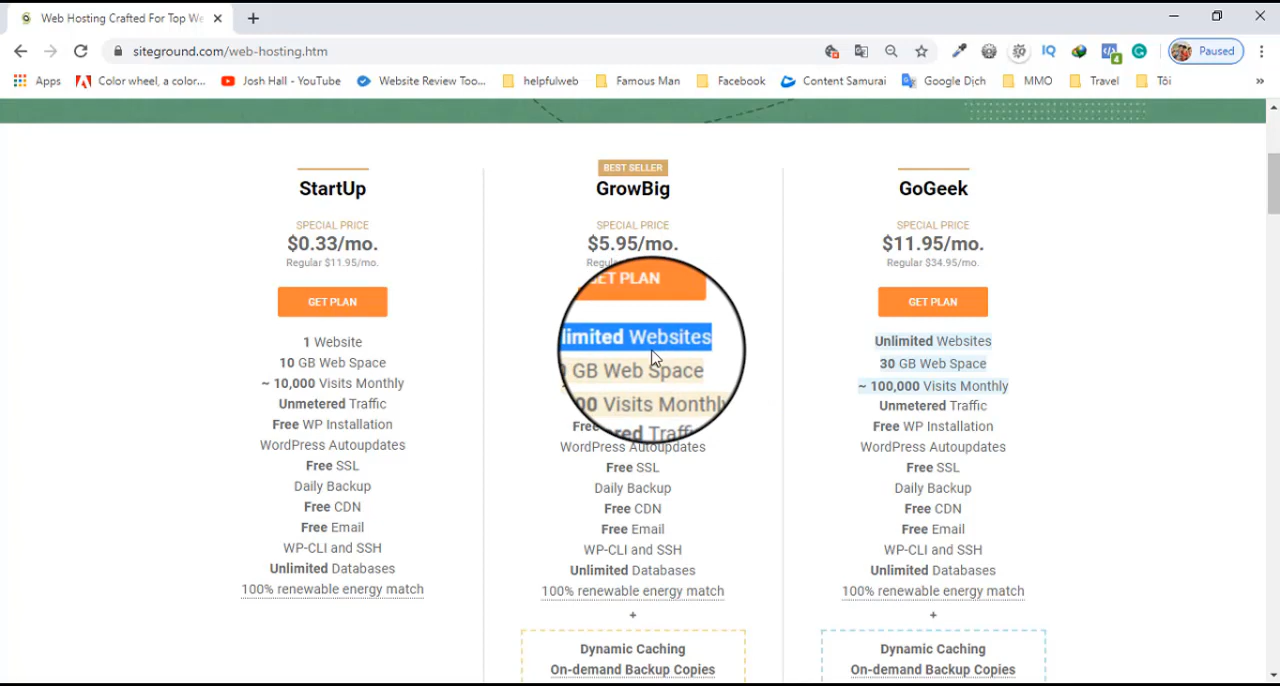 Web Hosting Crafted For Top We
siteground.com/web-hosting.htm
IQ
4
Paused
Apps
Color wheel, a color...
Josh Hall - YouTube
Website Review Too...
helpfulweb
Famous Man
Facebook
Content Samurai
Google Dịch
MMO
Travel
Tôi
StartUp
SPECIAL PRICE
$0.33/mo.
Regular $11.95/mo.
GET PLAN
1 Website
10 GB Web Space
~ 10,000 Visits Monthly
Unmetered Traffic
Free WP Installation
WordPress Autoupdates
Free SSL
Daily Backup
Free CDN
Free Email
WP-CLI and SSH
Unlimited Databases
100% renewable energy match
BEST SELLER
GrowBig
SPECIAL PRICE
$5.95/mo.
GET PLAN
limited Websites
GB Web Space
00 Visits Monthly
red Traf
Free
WordPress Autoupdates
Free SSL
Daily Backup
Free CDN
Free Email
WP-CLI and SSH
Unlimited Databases
100% renewable energy match
+
Dynamic Caching
On-demand Backup Copies
GoGeek
SPECIAL PRICE
$11.95/mo.
Regular $34.95/mo.
GET PLAN
Unlimited Websites
30 GB Web Space
~ 100,000 Visits Monthly
Unmetered Traffic
Free WP Installation
WordPress Autoupdates
Free SSL
Daily Backup
Free CDN
Free Email
WP-CLI and SSH
Unlimited Databases
100% renewable energy match
+
Dynamic Caching
On-demand Backup Copies